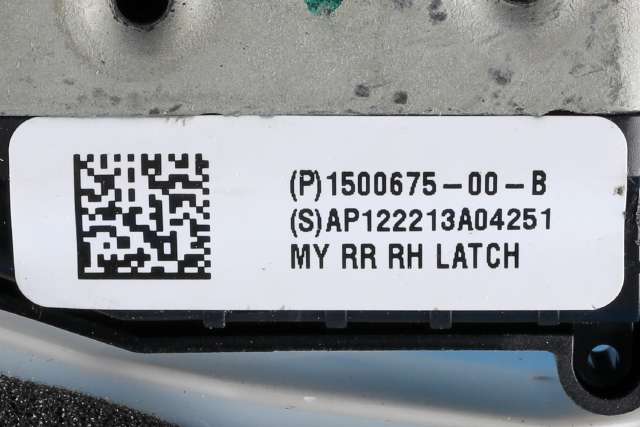 (P)1500675-00-B
(S)AP122213A04251
MY RR RH LATCH